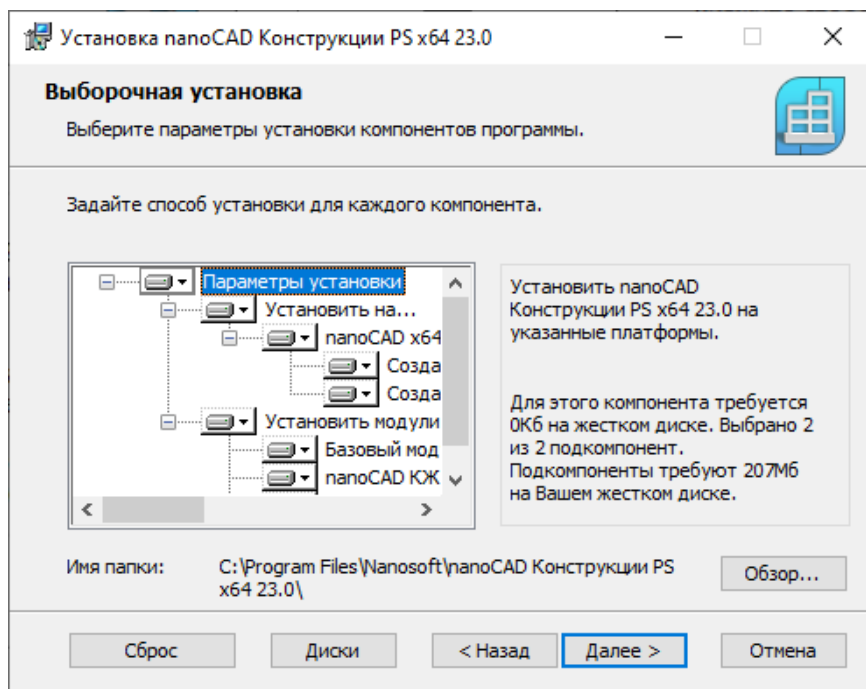 Установка nanoCAD Конструкции PS x64 23.0
Выборочная установка
Выберите параметры установки компонентов программы.
Задайте способ установки для каждого компонента.
Параметры установки
Установить на...
nanoCAD x64
Созда
Созда
Установить модули
Базовый мод
nanoCAD КЖ
Установить nanoCAD
Конструкции PS x64 23.0 на
указанные платформы.
Для этого компонента требуется
0Кб на жестком диске. Выбрано 2
из 2 подкомпонент.
Подкомпоненты требуют 207Мб
на Вашем жестком диске.
Имя папки:
C:\Program Files\Nanosoft\nanoCAD Конструкции PS
x64 23.0\
Обзор...
Сброс
Диски
< Назад
Далее >
Отмена